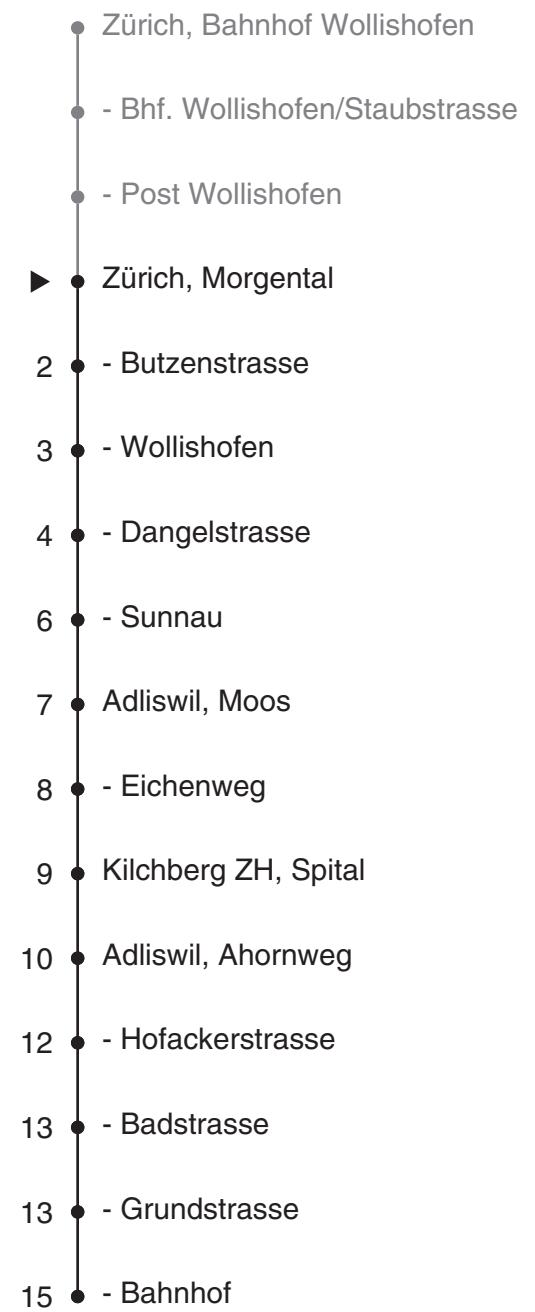 Zürich, Bahnhof Wollishofen
- Bhf. Wollishofen/Staubstrasse
- Post Wollishofen
Zürich, Morgental
2 - Butzenstrasse
3 - Wollishofen
4 - Dangelstrasse
6 - Sunnau
7 Adliswil, Moos
8 - Eichenweg
9 Kilchberg ZH, Spital
10 Adliswil, Ahornweg
12 - Hofackerstrasse
13 - Badstrasse
13 - Grundstrasse
15 - Bahnhof